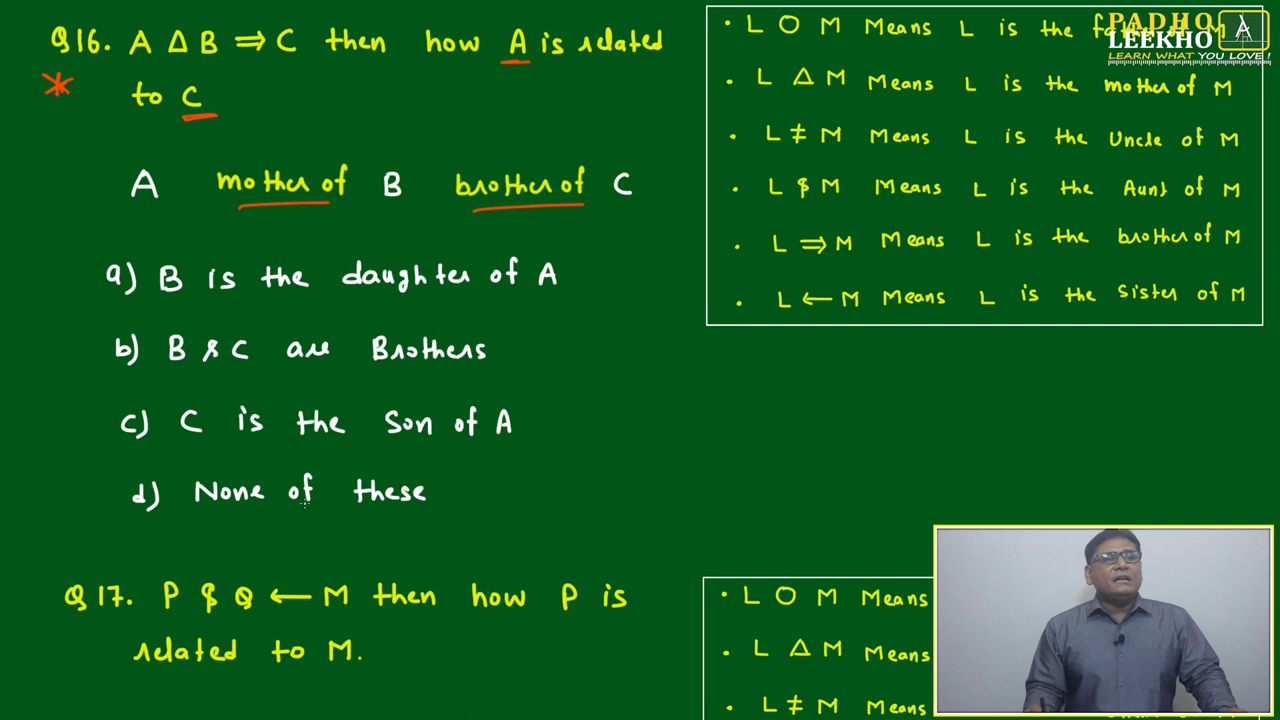 Q16. A Δ B ⇒ C then how A is related
* to C
A mother of B brother of C
a) B is the daughter of A
b) B & C are Brothers
c) C is the Son of A
d) None of these
Q17. P $ Q ← M then how P is
related to M.
• L O M Means L is the
• L Δ M Means L is the mother of M
• L ≠ M Means L is the Uncle of M
• L $ M Means L is the Aunt of M
• L ⇒ M Means L is the brother of M
• L ← M Means L is the Sister of M
PADHO
LEEKHO
LEARN WHAT YOU LOVE !
• L O M Means
• L Δ M Means
• L ≠ M Means